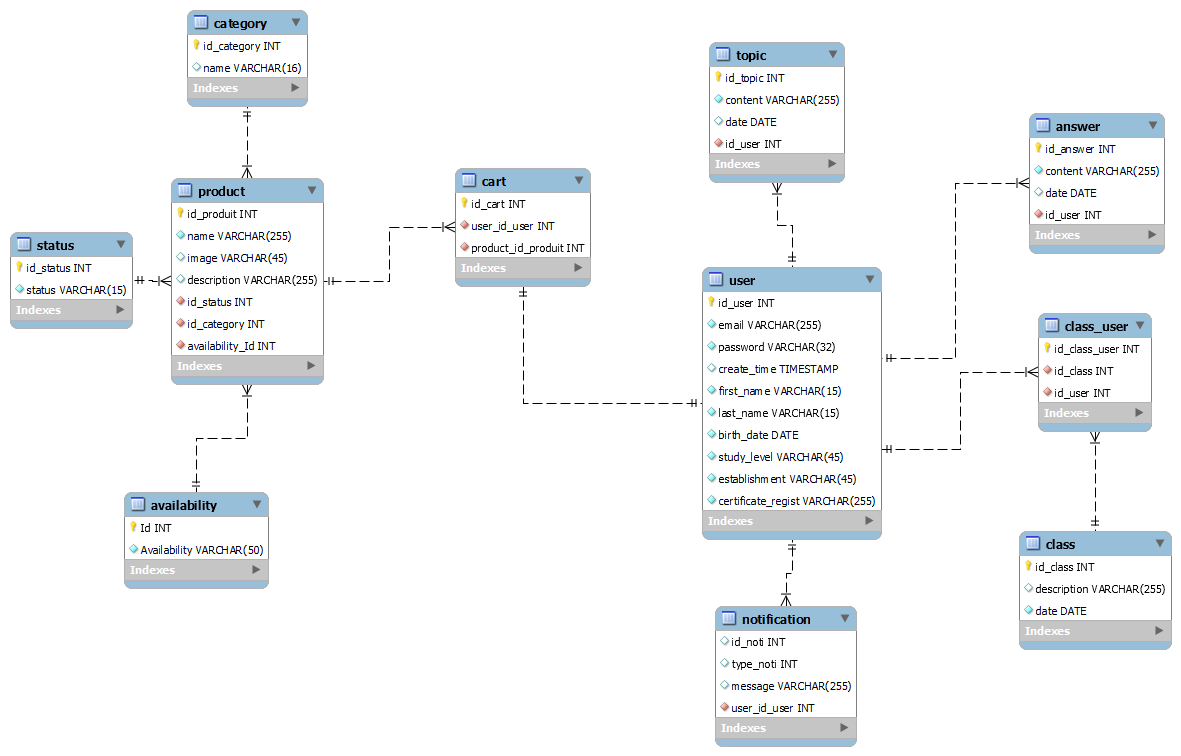 category
id_category INT
name VARCHAR(16)
Indexes
topic
id_topic INT
content VARCHAR(255)
date DATE
id_user INT
Indexes
answer
id_answer INT
content VARCHAR(255)
date DATE
id_user INT
Indexes
product
id_produit INT
name VARCHAR(255)
image VARCHAR(45)
description VARCHAR(255)
id_status INT
id_category INT
availability_Id INT
Indexes
cart
id_cart INT
user_id_user INT
product_id_produit INT
Indexes
status
id_status INT
status VARCHAR(15)
Indexes
user
id_user INT
email VARCHAR(255)
password VARCHAR(32)
create_time TIMESTAMP
first_name VARCHAR(15)
last_name VARCHAR(15)
birth_date DATE
study_level VARCHAR(45)
establishment VARCHAR(45)
certificate_regist VARCHAR(255)
Indexes
class_user
id_class_user INT
id_class INT
id_user INT
Indexes
availability
Id INT
Availability VARCHAR(50)
Indexes
class
id_class INT
description VARCHAR(255)
date DATE
Indexes
notification
id_noti INT
type_noti INT
message VARCHAR(255)
user_id_user INT
Indexes